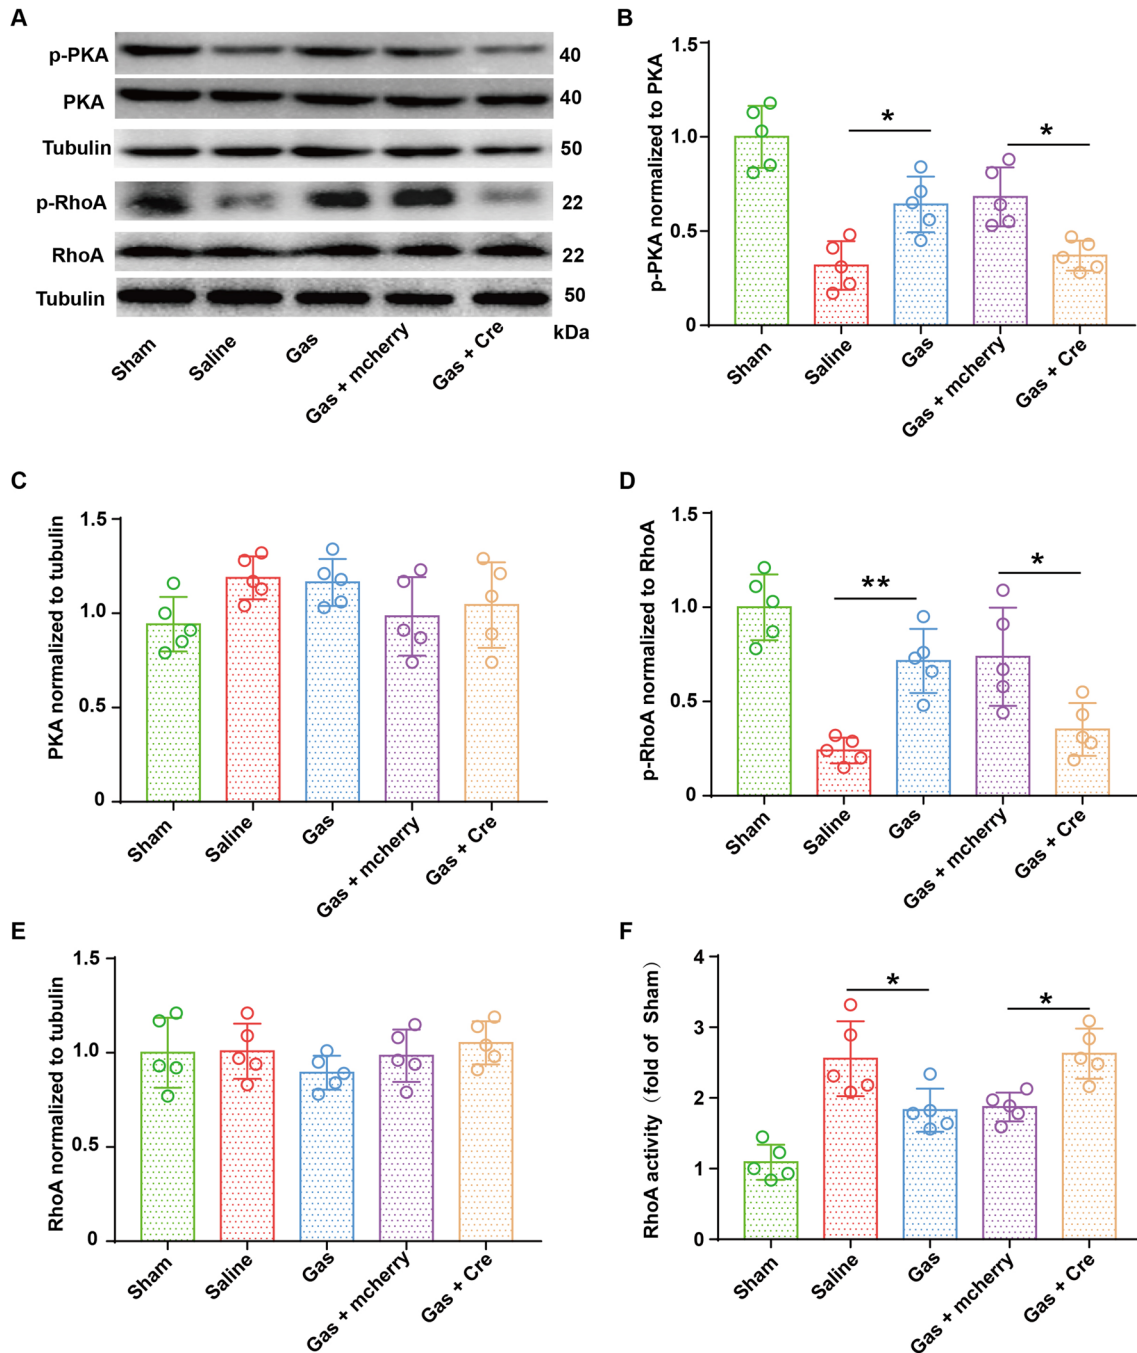 A
p-PKA 40
PKA 40
Tubulin 50
p-RhoA 22
RhoA 22
Tubulin 50
kDa
Sham Saline Gas Gas + mcherry Gas + Cre
B
p-PKA normalized to PKA
1.5
1.0
0.5
0
* *
Sham Saline Gas Gas + mcherry Gas + Cre
C
PKA normalized to tubulin
1.5
1.0
0.5
0
Sham Saline Gas Gas + mcherry Gas + Cre
D
p-RhoA normalized to RhoA
1.5
1.0
0.5
0
** *
Sham Saline Gas Gas + mcherry Gas + Cre
E
RhoA normalized to tubulin
1.5
1.0
0.5
0
Sham Saline Gas Gas + mcherry Gas + Cre
F
RhoA activity (fold of Sham)
4
3
2
1
0
* *
Sham Saline Gas Gas + mcherry Gas + Cre